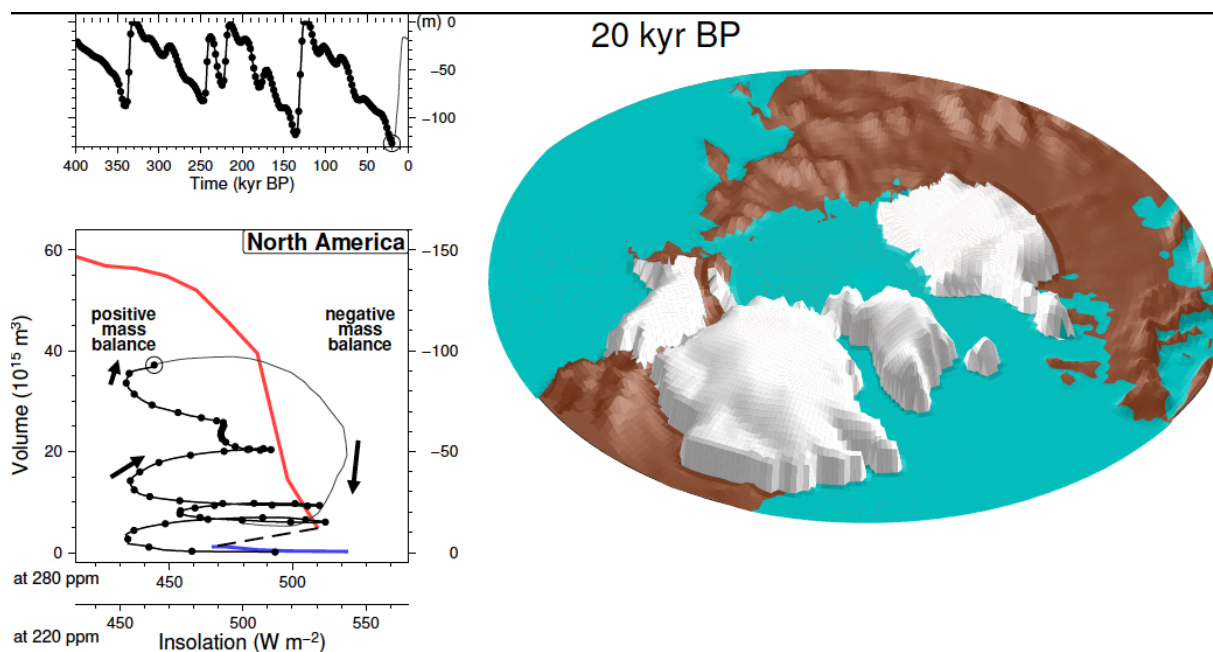 (m)
0
−50
−100
400 350 300 250 200 150 100 50 0
Time (kyr BP)
20 kyr BP
North America
60
40
20
0
Volume (10¹⁵ m³)
−150
−100
−50
0
positive
mass
balance
negative
mass
balance
at 280 ppm
450 500
at 220 ppm
450 500 550
Insolation (W m⁻²)